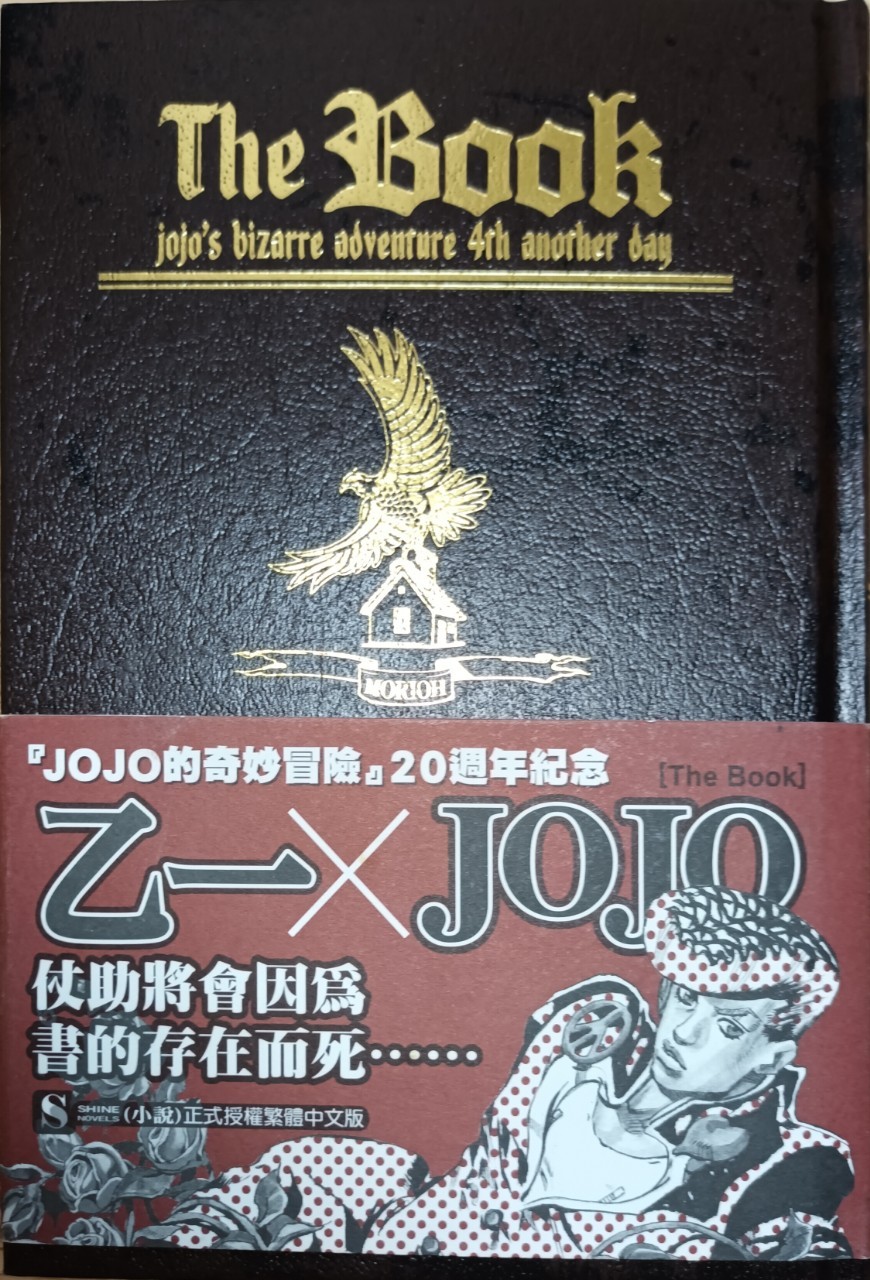 The Book
jojo's bizarre adventure 4th another day
MORIOH
『JOJO的奇妙冒險』20週年紀念
[The Book]
乙一×JOJO
仗助將會因爲
書的存在而死⋯⋯
S SHINE NOVELS (小說)正式授權繁體中文版